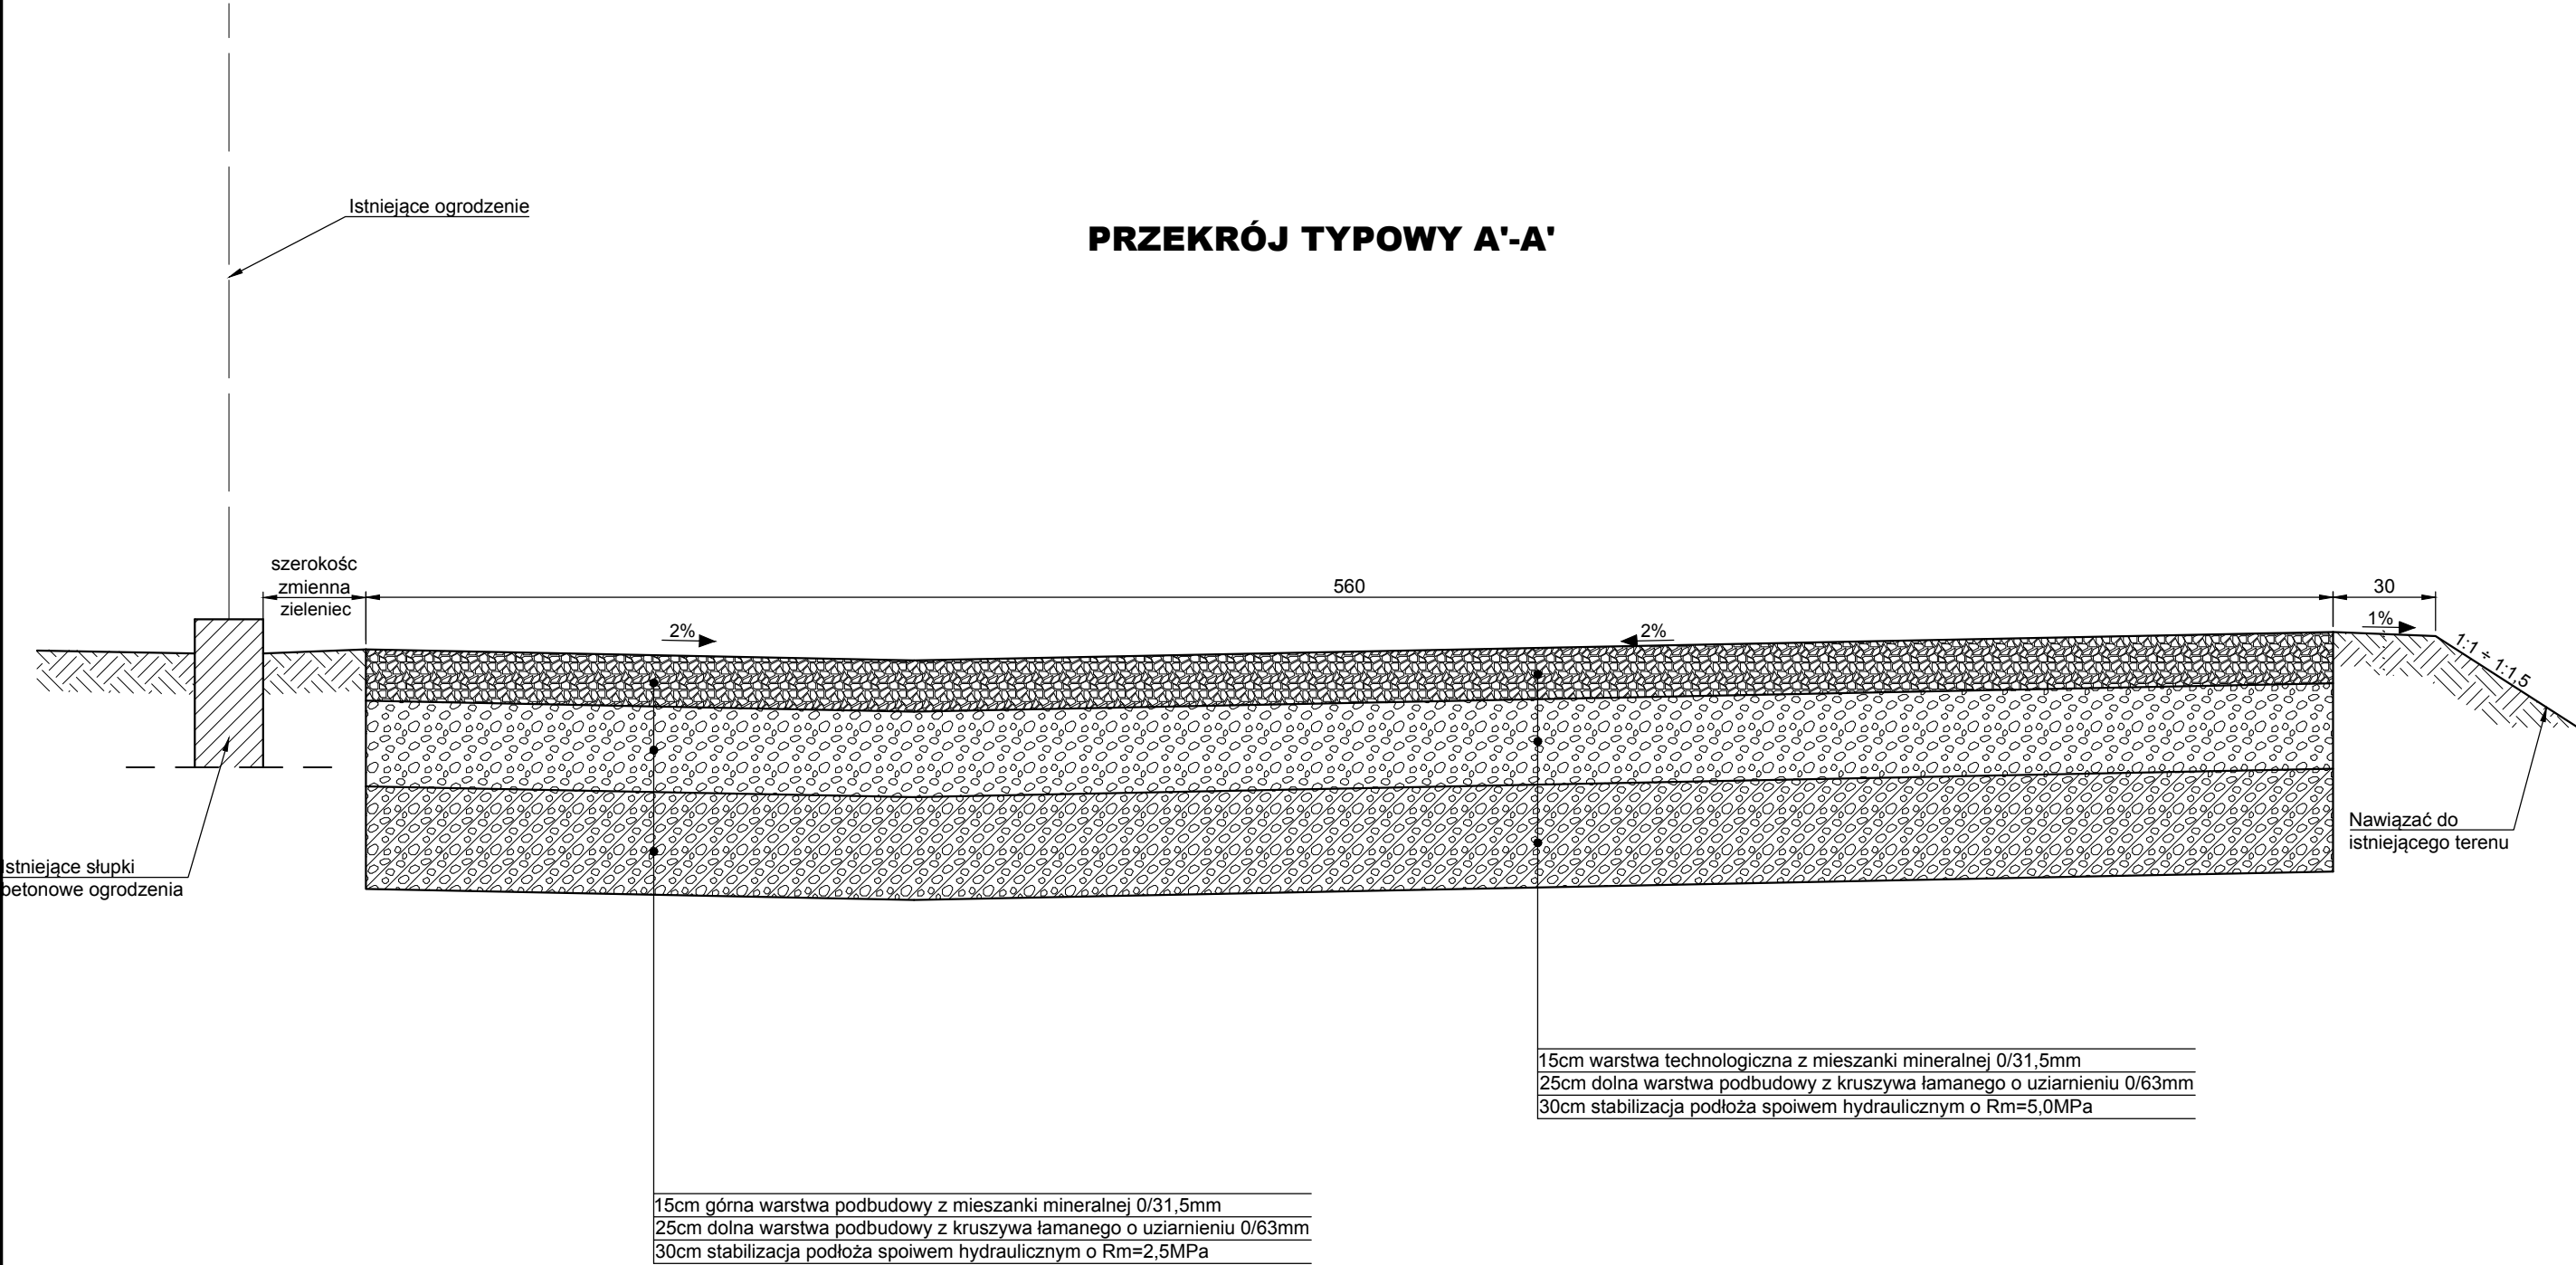 Istniejące ogrodzenie
PRZEKRÓJ TYPOWY A'-A'
szerokośc
zmienna
zieleniec
560
30
2%
2%
1%
1:1 ÷ 1:1,5
Nawiązać do
istniejącego terenu
Istniejące słupki
betonowe ogrodzenia
15cm warstwa technologiczna z mieszanki mineralnej 0/31,5mm
25cm dolna warstwa podbudowy z kruszywa łamanego o uziarnieniu 0/63mm
30cm stabilizacja podłoża spoiwem hydraulicznym o Rm=5,0MPa
15cm górna warstwa podbudowy z mieszanki mineralnej 0/31,5mm
25cm dolna warstwa podbudowy z kruszywa łamanego o uziarnieniu 0/63mm
30cm stabilizacja podłoża spoiwem hydraulicznym o Rm=2,5MPa